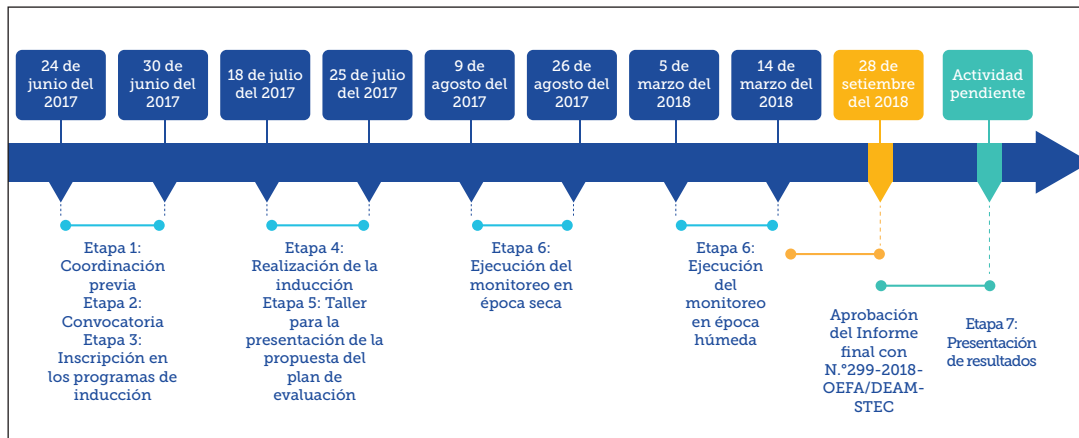 24 de
junio del
2017
30 de
junio del
2017
18 de julio
del 2017
25 de julio
del 2017
9 de
agosto del
2017
26 de
agosto del
2017
5 de
marzo del
2018
14 de
marzo del
2018
28 de
setiembre
del 2018
Actividad
pendiente
Etapa 1:
Coordinación
previa
Etapa 2:
Convocatoria
Etapa 3:
Inscripción en
los programas de
inducción
Etapa 4:
Realización de la
inducción
Etapa 5: Taller
para la
presentación de la
propuesta del
plan de
evaluación
Etapa 6:
Ejecución del
monitoreo en
época seca
Etapa 6:
Ejecución
del
monitoreo
en época
húmeda
Aprobación
del Informe
final con
N.°299-2018-
OEFA/DEAM-
STEC
Etapa 7:
Presentación
de resultados